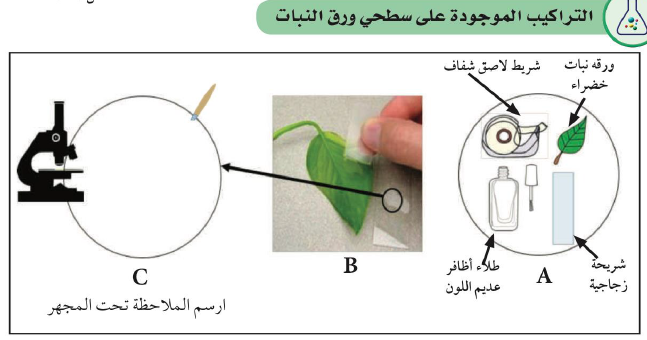 التراكيب الموجودة على سطحي ورق النبات
شريط لاصق شفاف
ورقه نبات
خضراء
طلاء أظافر
عديم اللون
شريحة
زجاجية
A
B
C
ارسم الملاحظة تحت المجهر